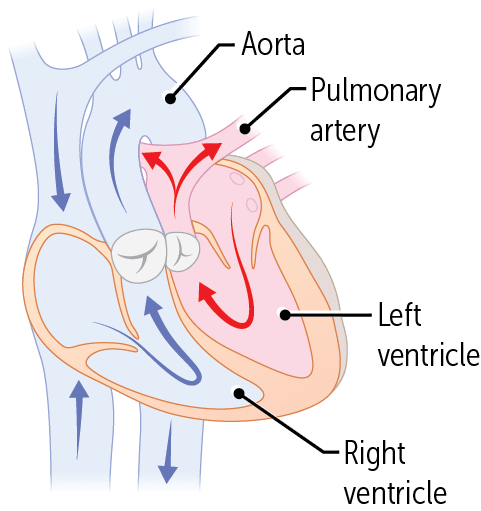 Aorta
Pulmonary
artery
Left
ventricle
Right
ventricle